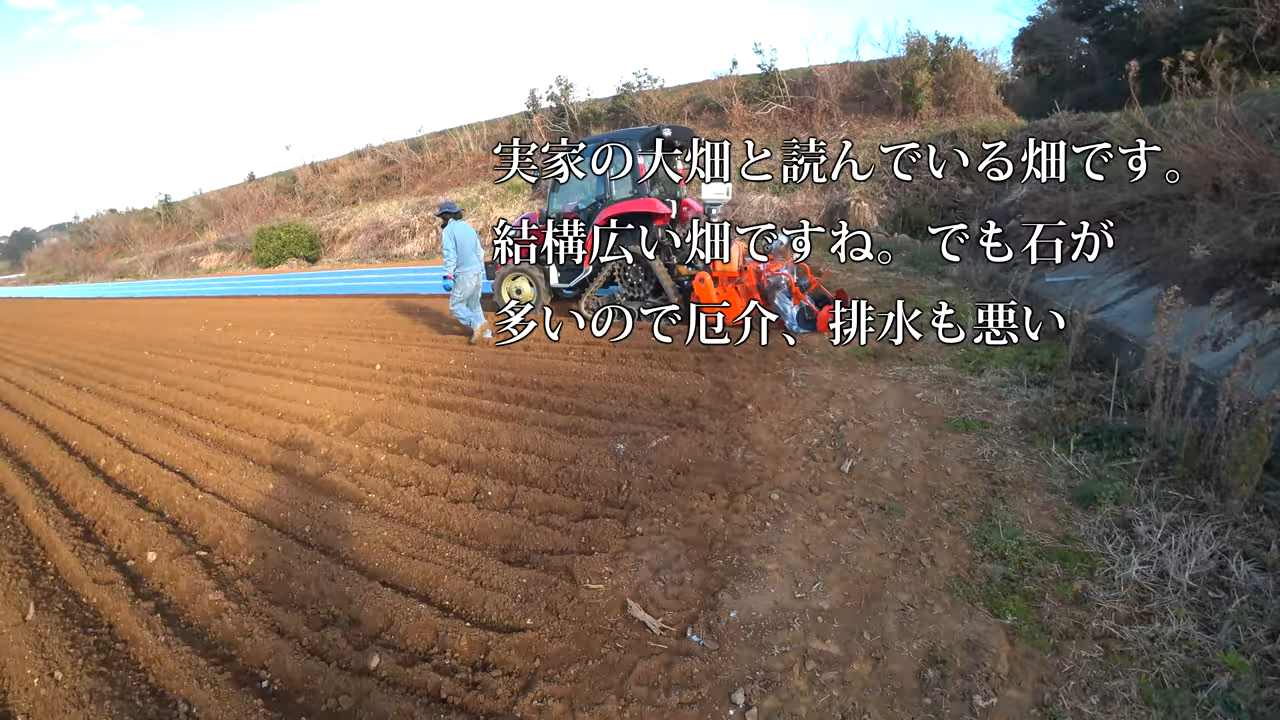 実家の大畑と読んでいる畑です。
結構広い畑ですね。でも石が
多いので厄介、排水も悪い